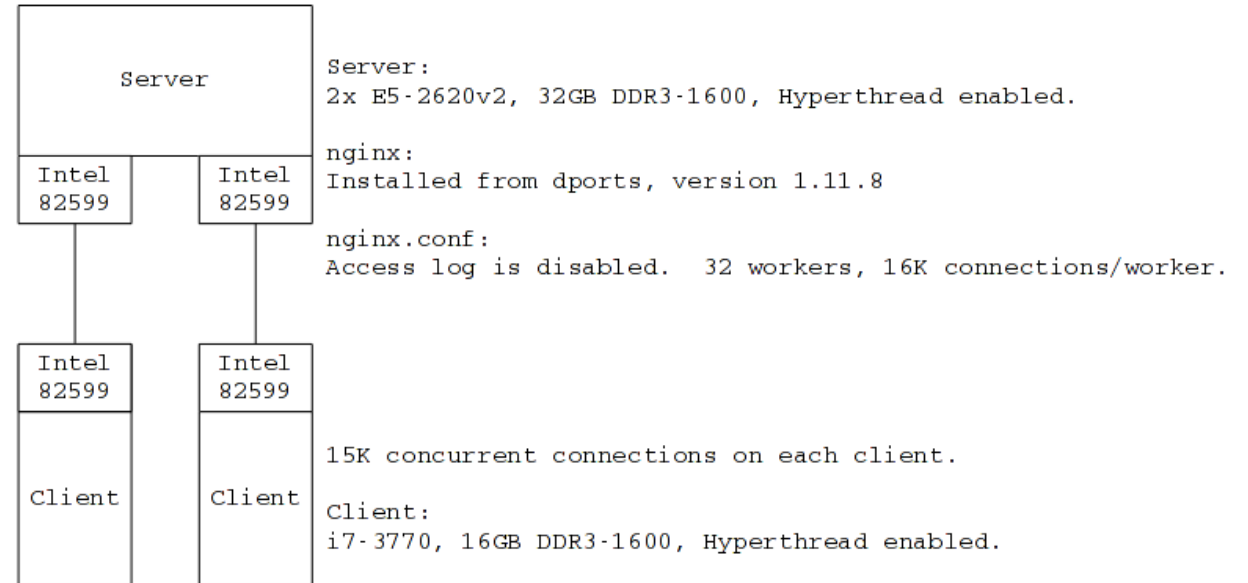 Server
Server:
2x E5-2620v2, 32GB DDR3-1600, Hyperthread enabled.
nginx:
Installed from dports, version 1.11.8
nginx.conf:
Access log is disabled.  32 workers, 16K connections/worker.
Intel
82599
Intel
82599
Intel
82599
Intel
82599
Client
Client
15K concurrent connections on each client.
Client:
i7-3770, 16GB DDR3-1600, Hyperthread enabled.